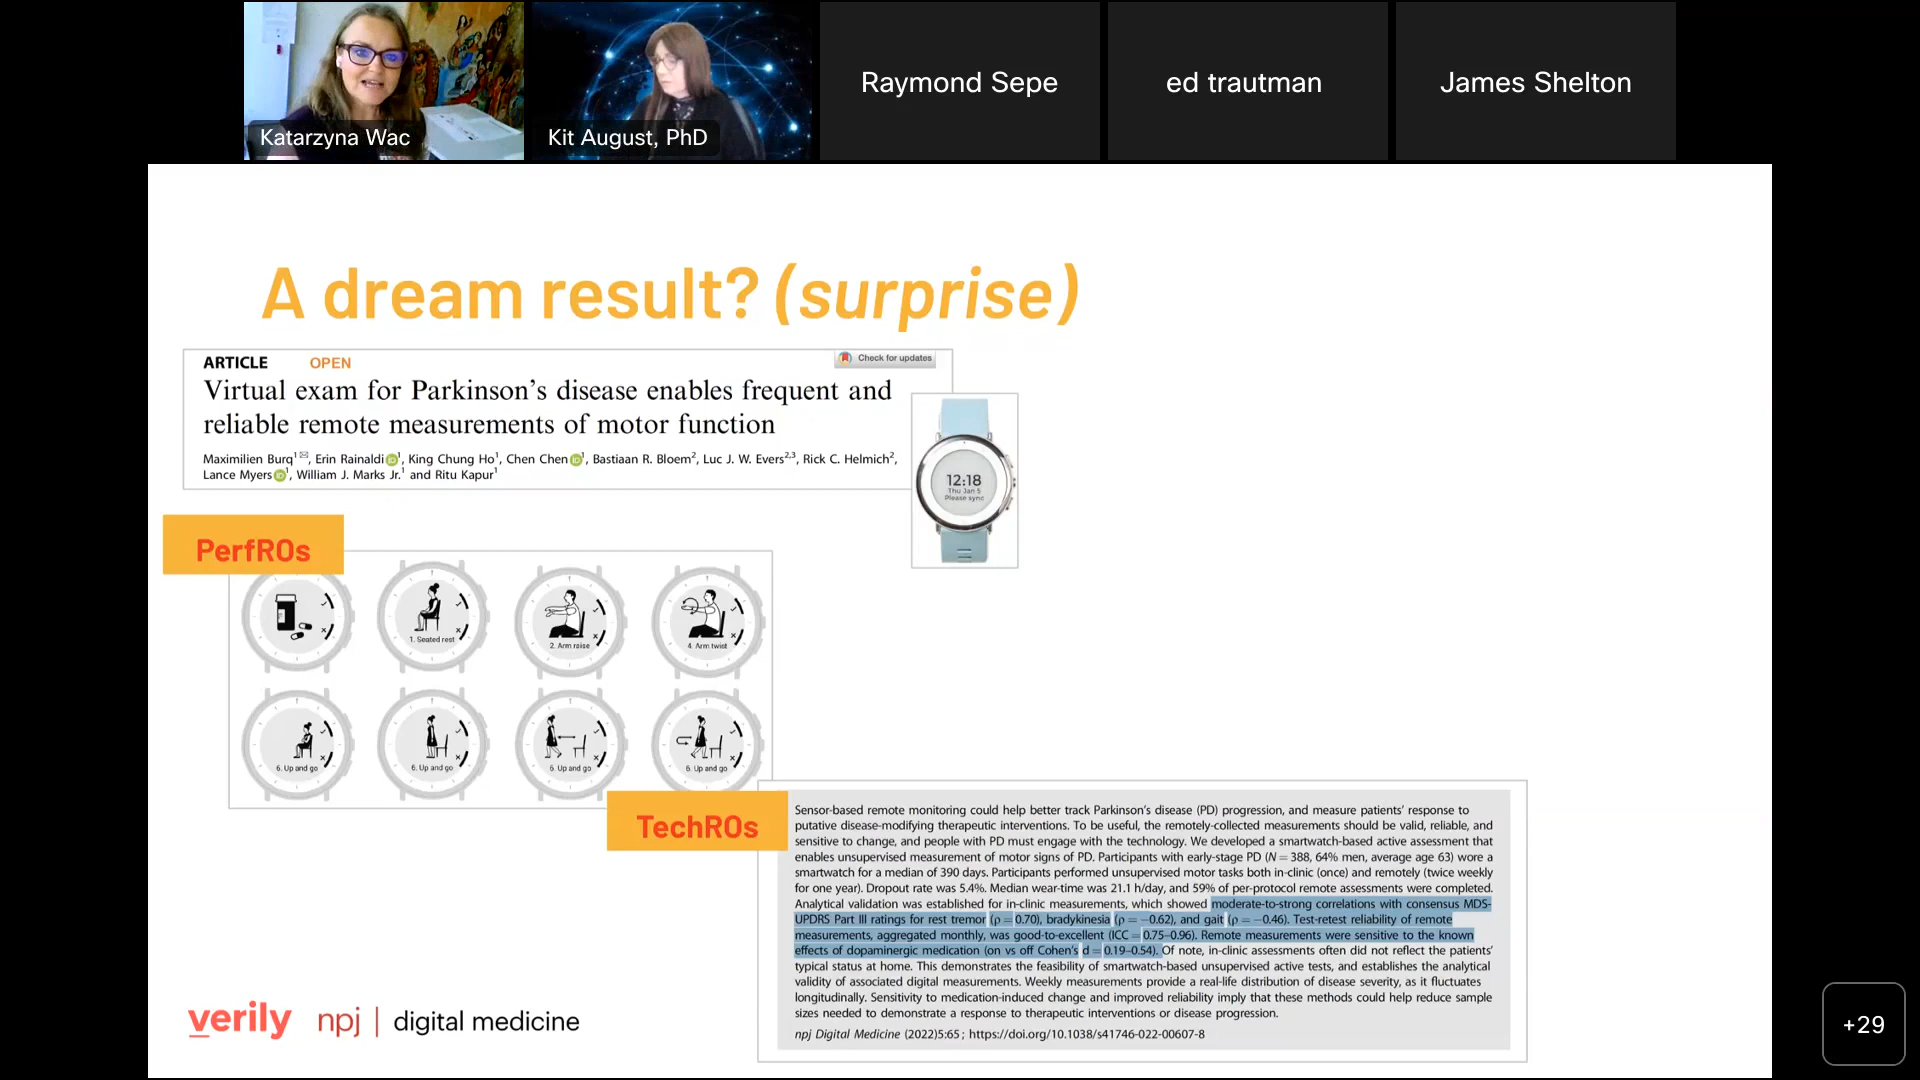 Katarzyna Wac
Kit August, PhD
Raymond Sepe
ed trautman
James Shelton
A dream result? (surprise)
ARTICLE OPEN
Check for updates
Virtual exam for Parkinson's disease enables frequent and
reliable remote measurements of motor function
Maximilien Burq1✉, Erin Rainaldi1, King Chung Ho1, Chen Chen1, Bastiaan R. Bloem2, Luc J. W. Evers2,3, Rick C. Helmich2,
Lance Myers1, William J. Marks Jr.1 and Ritu Kapur1
12:18
Thu Jan 5
Please sync
PerfROs
1. Seated rest
2. Arm raise
4. Arm twist
6. Up and go
6. Up and go
6. Up and go
6. Up and go
TechROs
Sensor-based remote monitoring could help better track Parkinson's disease (PD) progression, and measure patients' response to
putative disease-modifying therapeutic interventions. To be useful, the remotely-collected measurements should be valid, reliable, and
sensitive to change, and people with PD must engage with the technology. We developed a smartwatch-based active assessment that
enables unsupervised measurement of motor signs of PD. Participants with early-stage PD (N = 388, 64% men, average age 63) wore a
smartwatch for a median of 390 days. Participants performed unsupervised motor tasks both in-clinic (once) and remotely (twice weekly
for one year). Dropout rate was 5.4%. Median wear-time was 21.1 h/day, and 59% of per-protocol remote assessments were completed.
Analytical validation was established for in-clinic measurements, which showed moderate-to-strong correlations with consensus MDS-
UPDRS Part III ratings for rest tremor (ρ = 0.70), bradykinesia (ρ = −0.62), and gait (ρ = −0.46). Test-retest reliability of remote
measurements, aggregated monthly, was good-to-excellent (ICC = 0.75–0.96). Remote measurements were sensitive to the known
effects of dopaminergic medication (on vs off Cohen's d = 0.19–0.54). Of note, in-clinic assessments often did not reflect the patients'
typical status at home. This demonstrates the feasibility of smartwatch-based unsupervised active tests, and establishes the analytical
validity of associated digital measurements. Weekly measurements provide a real-life distribution of disease severity, as it fluctuates
longitudinally. Sensitivity to medication-induced change and improved reliability imply that these methods could help reduce sample
sizes needed to demonstrate a response to therapeutic interventions or disease progression.
npj Digital Medicine (2022)5:65 ; https://doi.org/10.1038/s41746-022-00607-8
verily npj | digital medicine
+29